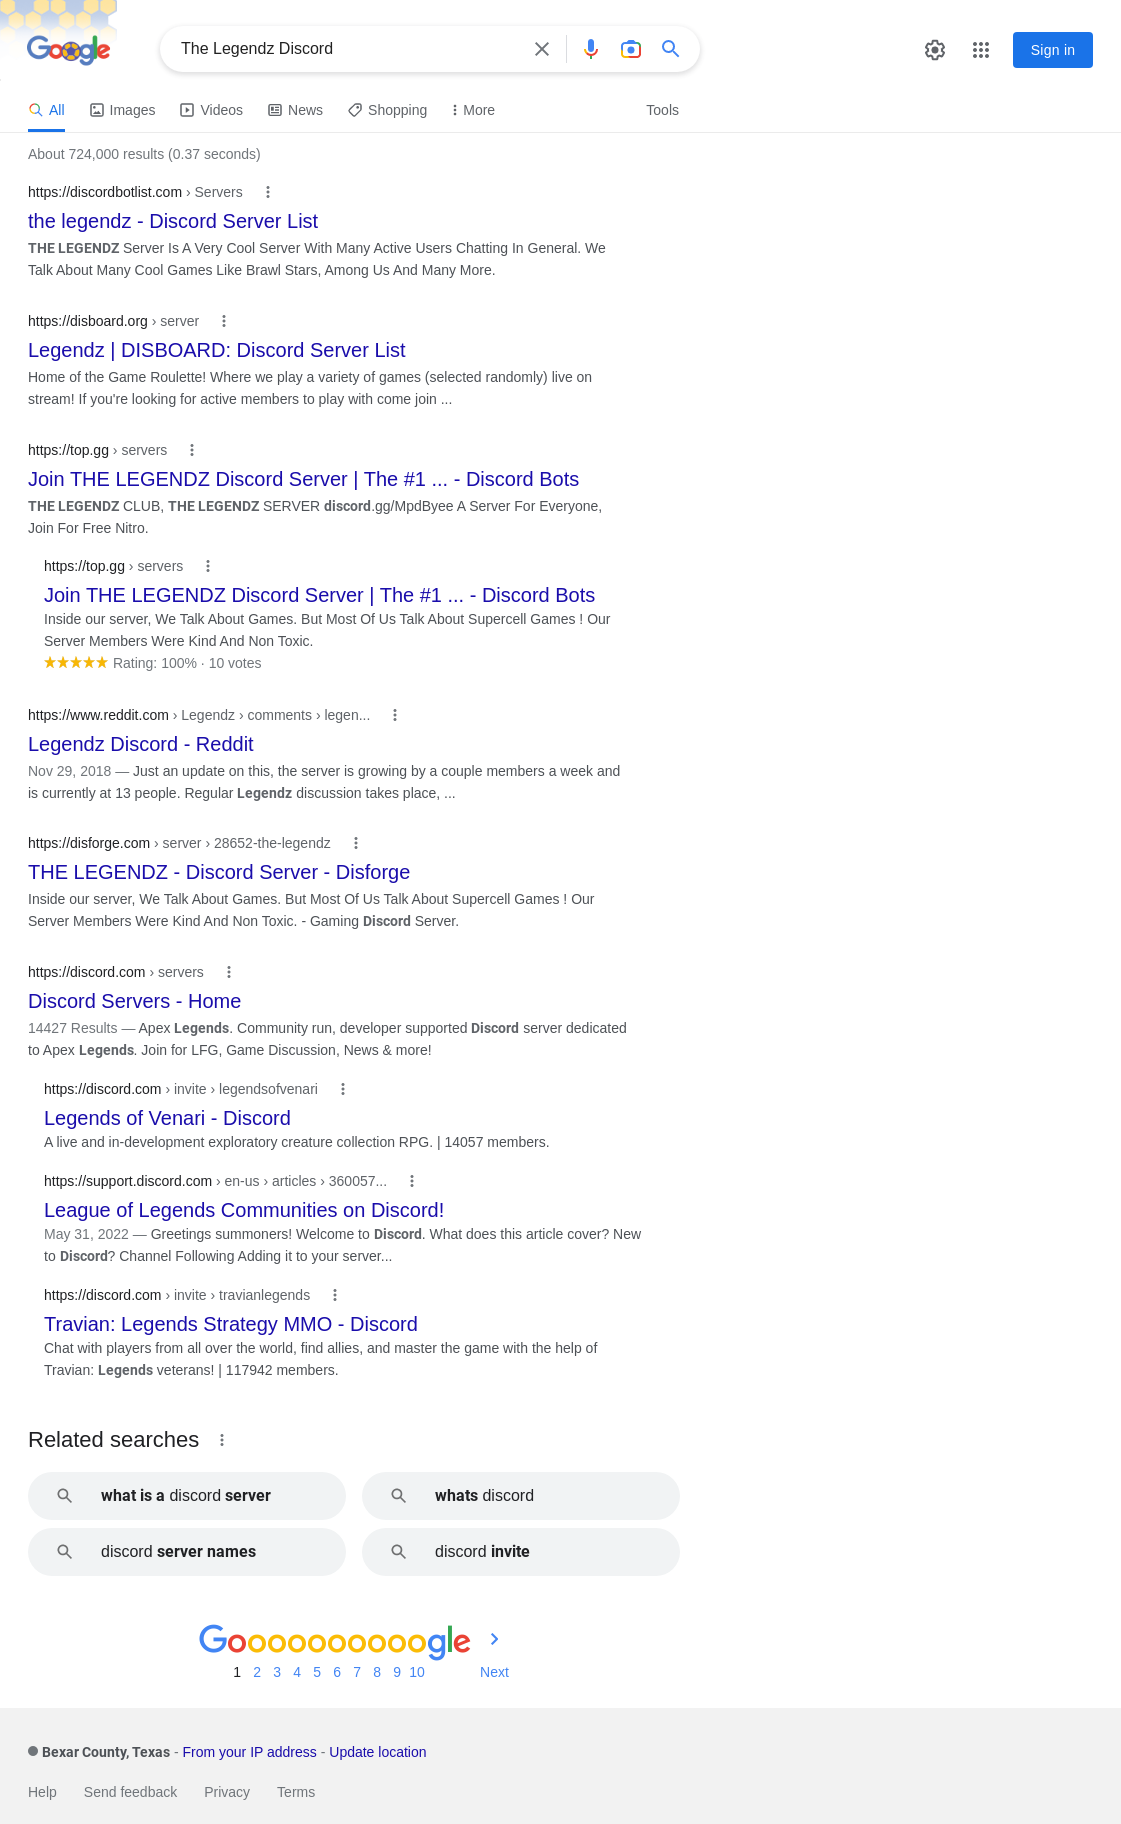 Google
The Legendz Discord
Sign in
All Images Videos News Shopping More Tools
About 724,000 results (0.37 seconds)
https://discordbotlist.com › Servers
the legendz - Discord Server List
THE LEGENDZ Server Is A Very Cool Server With Many Active Users Chatting In General. We
Talk About Many Cool Games Like Brawl Stars, Among Us And Many More.
https://disboard.org › server
Legendz | DISBOARD: Discord Server List
Home of the Game Roulette! Where we play a variety of games (selected randomly) live on
stream! If you're looking for active members to play with come join ...
https://top.gg › servers
Join THE LEGENDZ Discord Server | The #1 ... - Discord Bots
THE LEGENDZ CLUB, THE LEGENDZ SERVER discord.gg/MpdByee A Server For Everyone,
Join For Free Nitro.
https://top.gg › servers
Join THE LEGENDZ Discord Server | The #1 ... - Discord Bots
Inside our server, We Talk About Games. But Most Of Us Talk About Supercell Games ! Our
Server Members Were Kind And Non Toxic.
Rating: 100% · 10 votes
https://www.reddit.com › Legendz › comments › legen...
Legendz Discord - Reddit
Nov 29, 2018 — Just an update on this, the server is growing by a couple members a week and
is currently at 13 people. Regular Legendz discussion takes place, ...
https://disforge.com › server › 28652-the-legendz
THE LEGENDZ - Discord Server - Disforge
Inside our server, We Talk About Games. But Most Of Us Talk About Supercell Games ! Our
Server Members Were Kind And Non Toxic. - Gaming Discord Server.
https://discord.com › servers
Discord Servers - Home
14427 Results — Apex Legends. Community run, developer supported Discord server dedicated
to Apex Legends. Join for LFG, Game Discussion, News & more!
https://discord.com › invite › legendsofvenari
Legends of Venari - Discord
A live and in-development exploratory creature collection RPG. | 14057 members.
https://support.discord.com › en-us › articles › 360057...
League of Legends Communities on Discord!
May 31, 2022 — Greetings summoners! Welcome to Discord. What does this article cover? New
to Discord? Channel Following Adding it to your server...
https://discord.com › invite › travianlegends
Travian: Legends Strategy MMO - Discord
Chat with players from all over the world, find allies, and master the game with the help of
Travian: Legends veterans! | 117942 members.
Related searches
what is a discord server
whats discord
discord server names
discord invite
Goooooooooogle
1 2 3 4 5 6 7 8 9 10 Next
Bexar County, Texas - From your IP address - Update location
Help Send feedback Privacy Terms